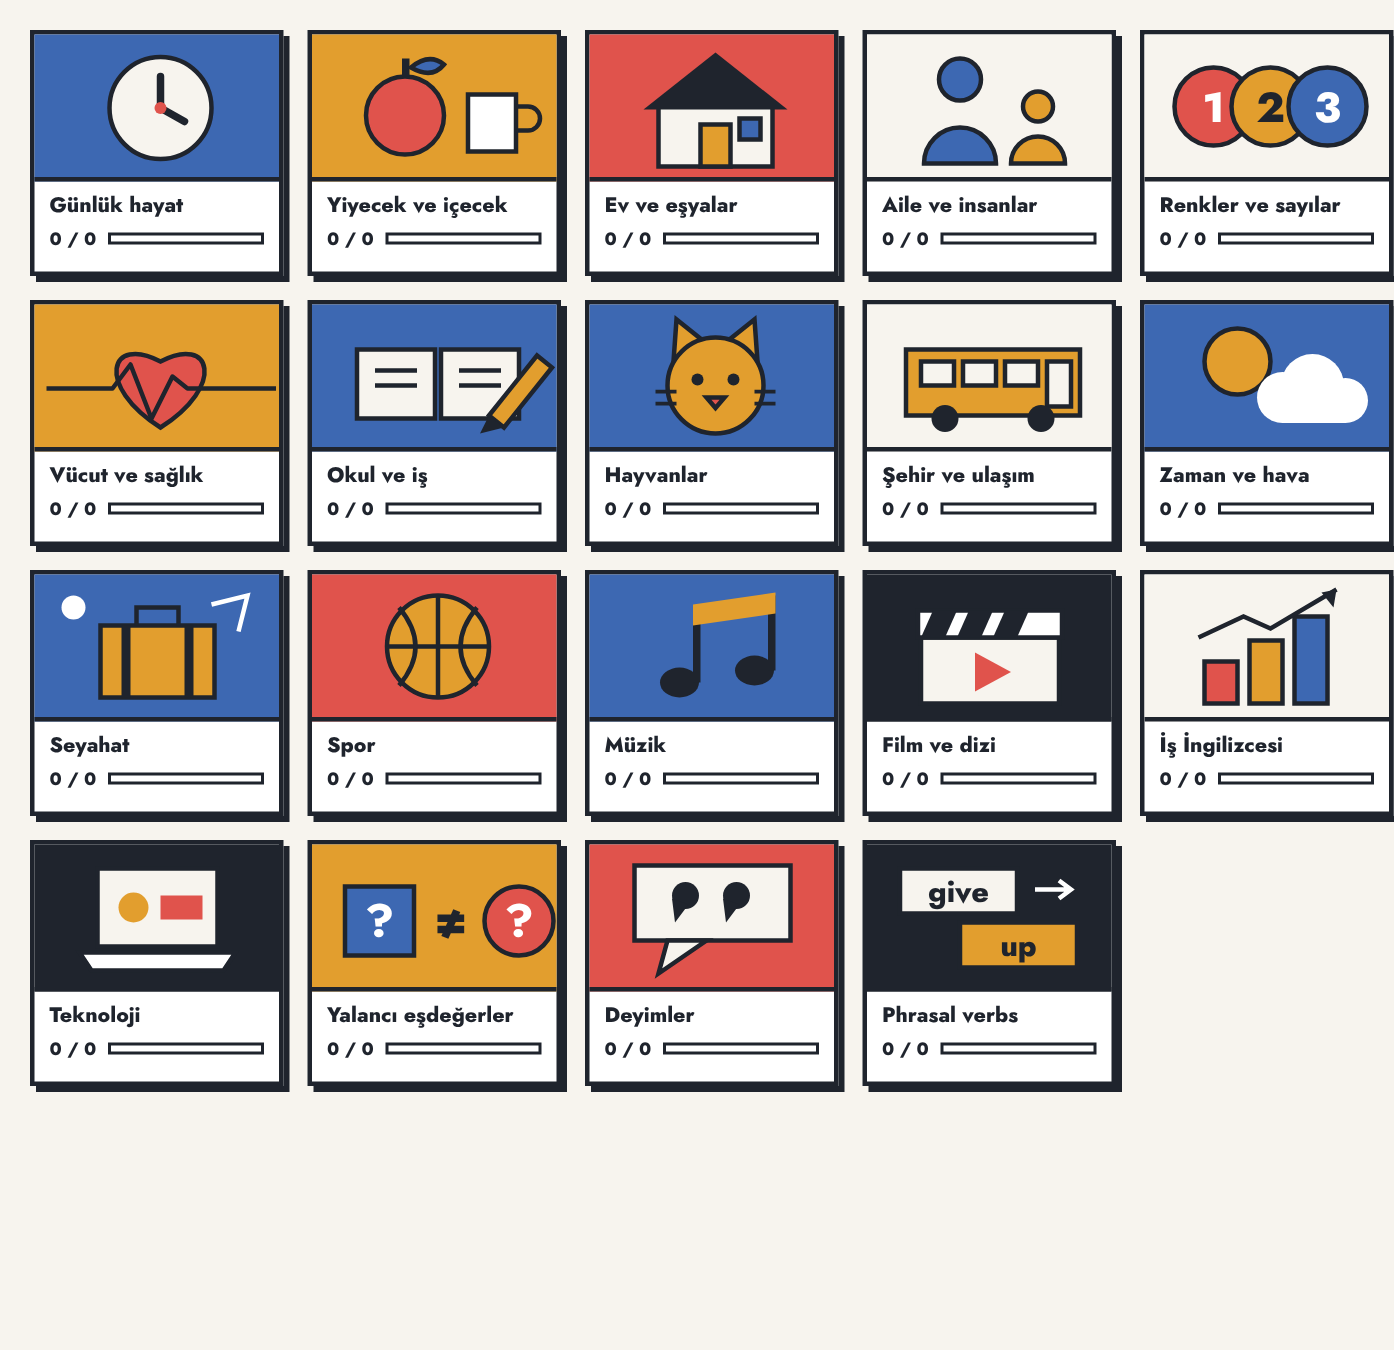 1 2 3
Günlük hayat
0 / 0
Yiyecek ve içecek
0 / 0
Ev ve eşyalar
0 / 0
Aile ve insanlar
0 / 0
Renkler ve sayılar
0 / 0
Vücut ve sağlık
0 / 0
Okul ve iş
0 / 0
Hayvanlar
0 / 0
Şehir ve ulaşım
0 / 0
Zaman ve hava
0 / 0
Seyahat
0 / 0
Spor
0 / 0
Müzik
0 / 0
Film ve dizi
0 / 0
İş İngilizcesi
0 / 0
Teknoloji
0 / 0
? ≠ ?
Yalancı eşdeğerler
0 / 0
Deyimler
0 / 0
give →
up
Phrasal verbs
0 / 0